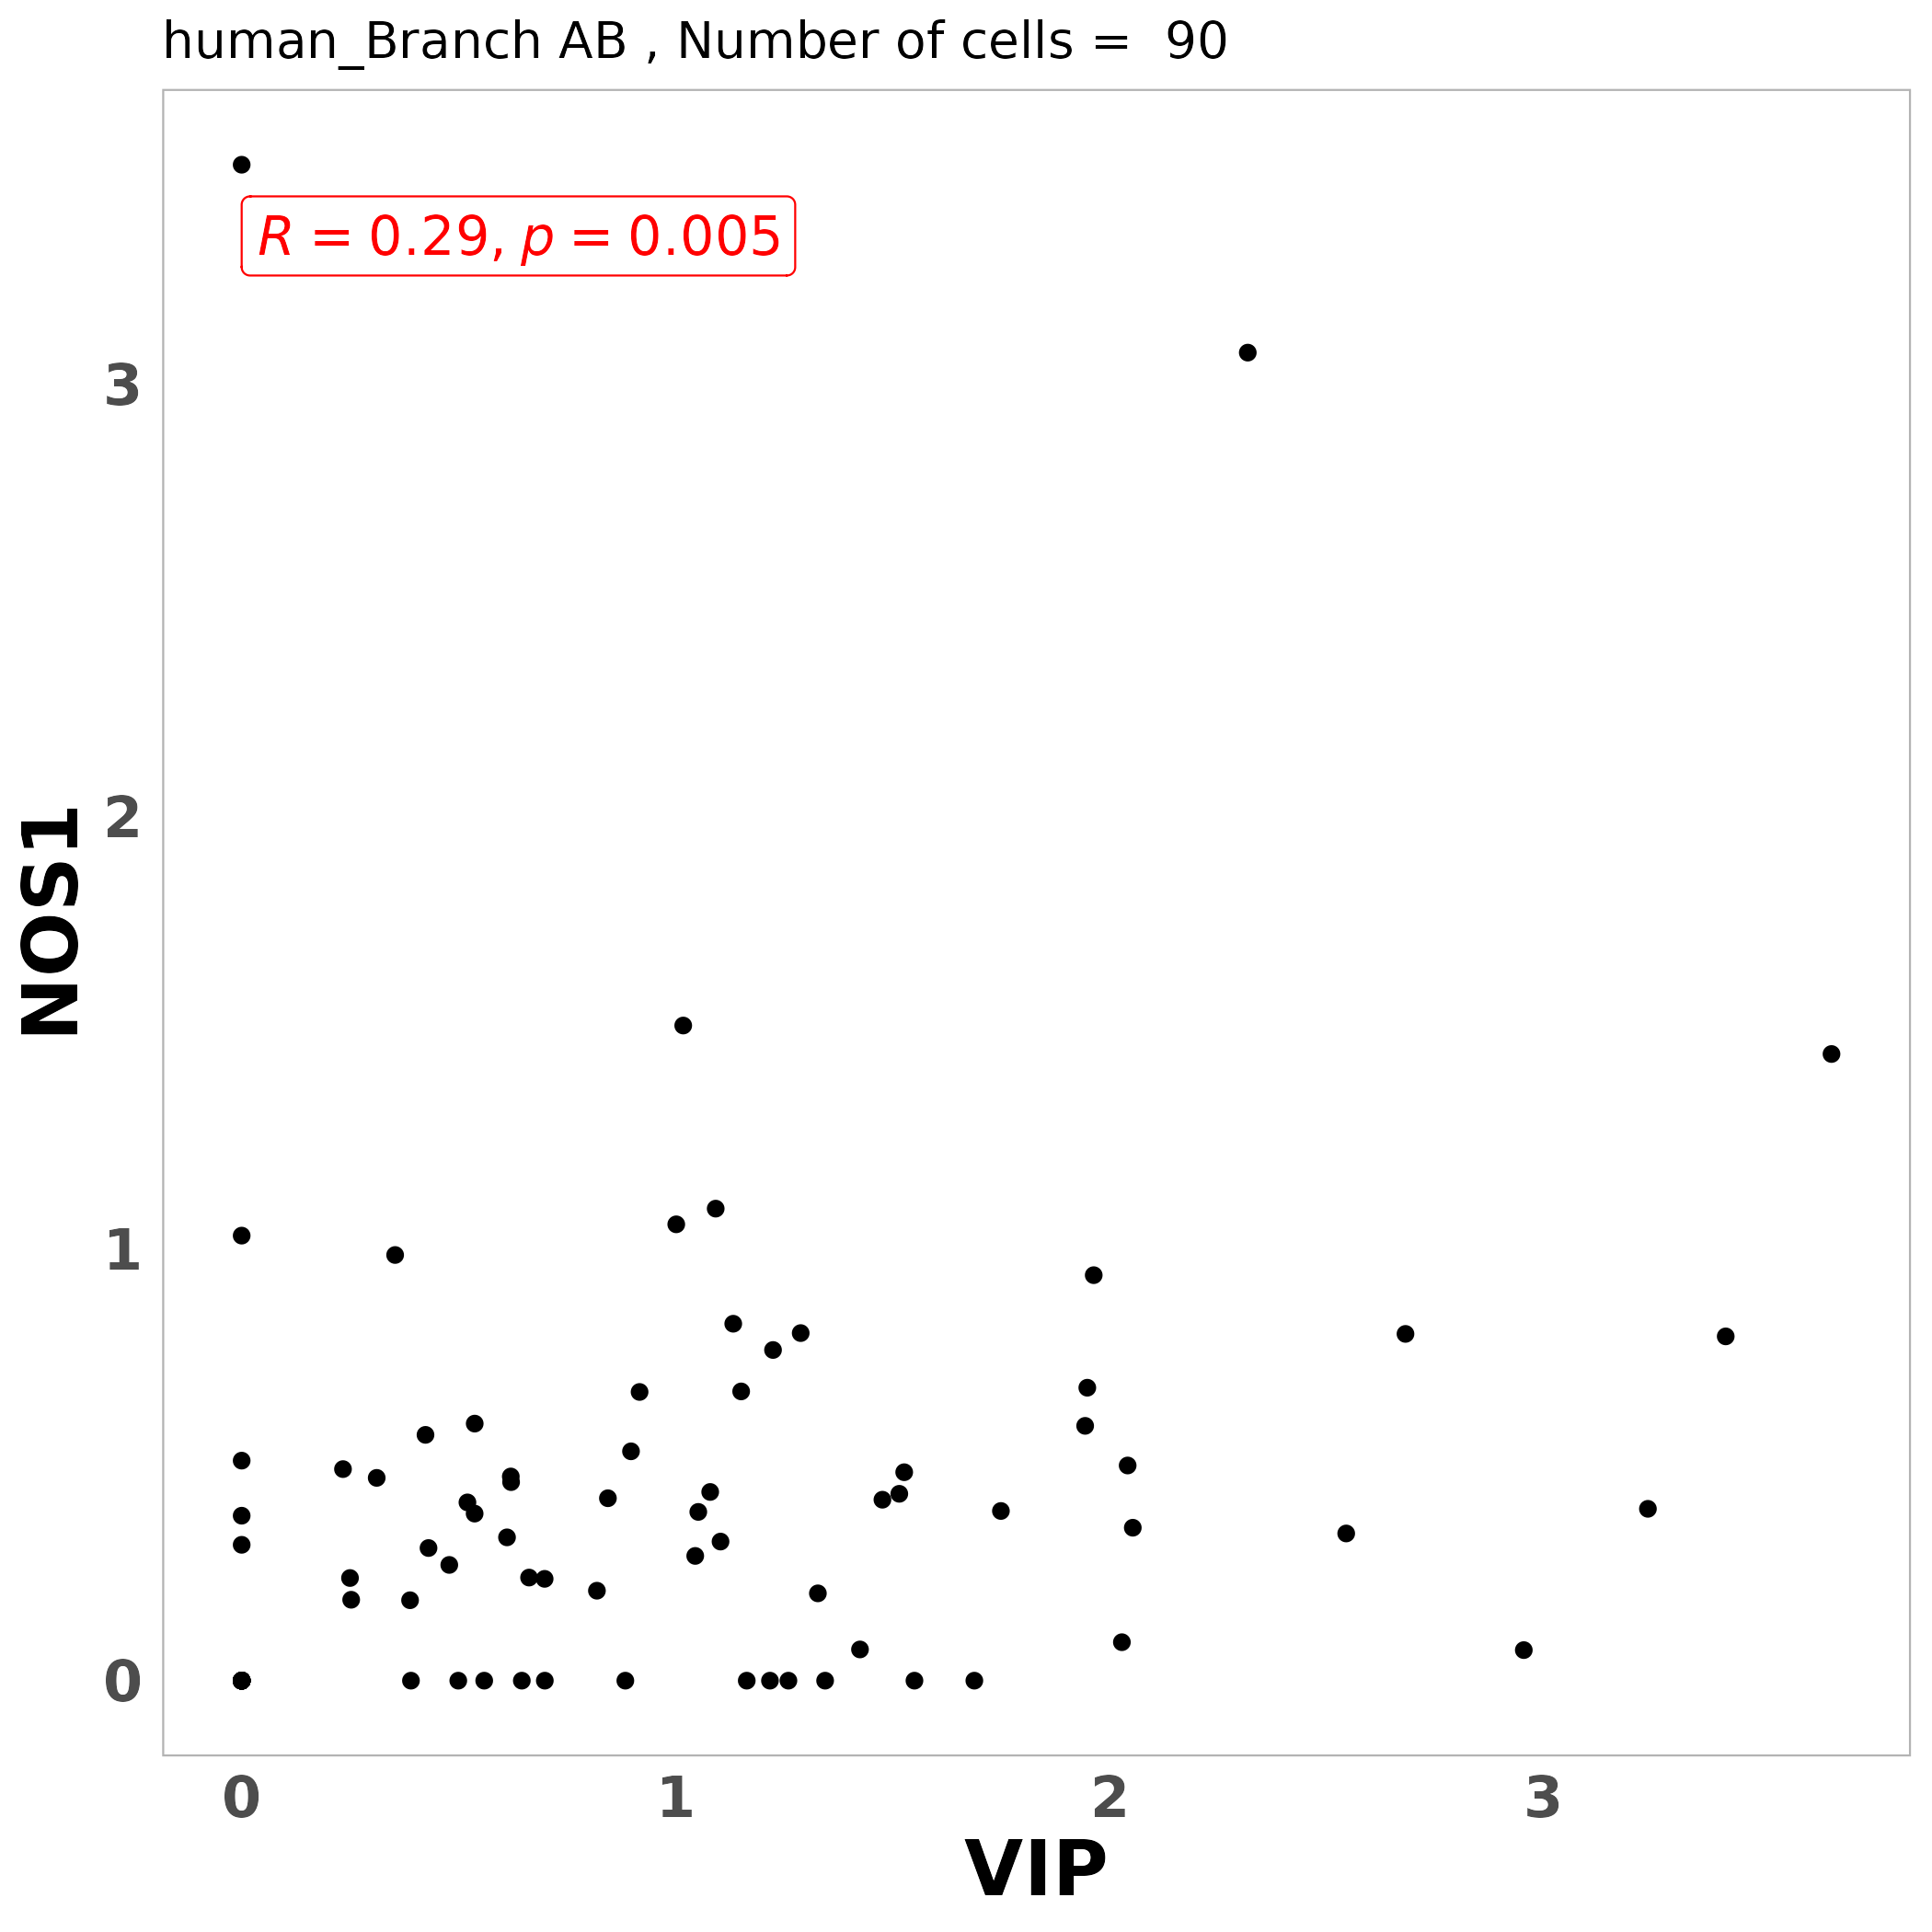 human_Branch AB , Number of cells =  90
R = 0.29, p = 0.005
3
2
1
0
NOS1
0 1 2 3
VIP